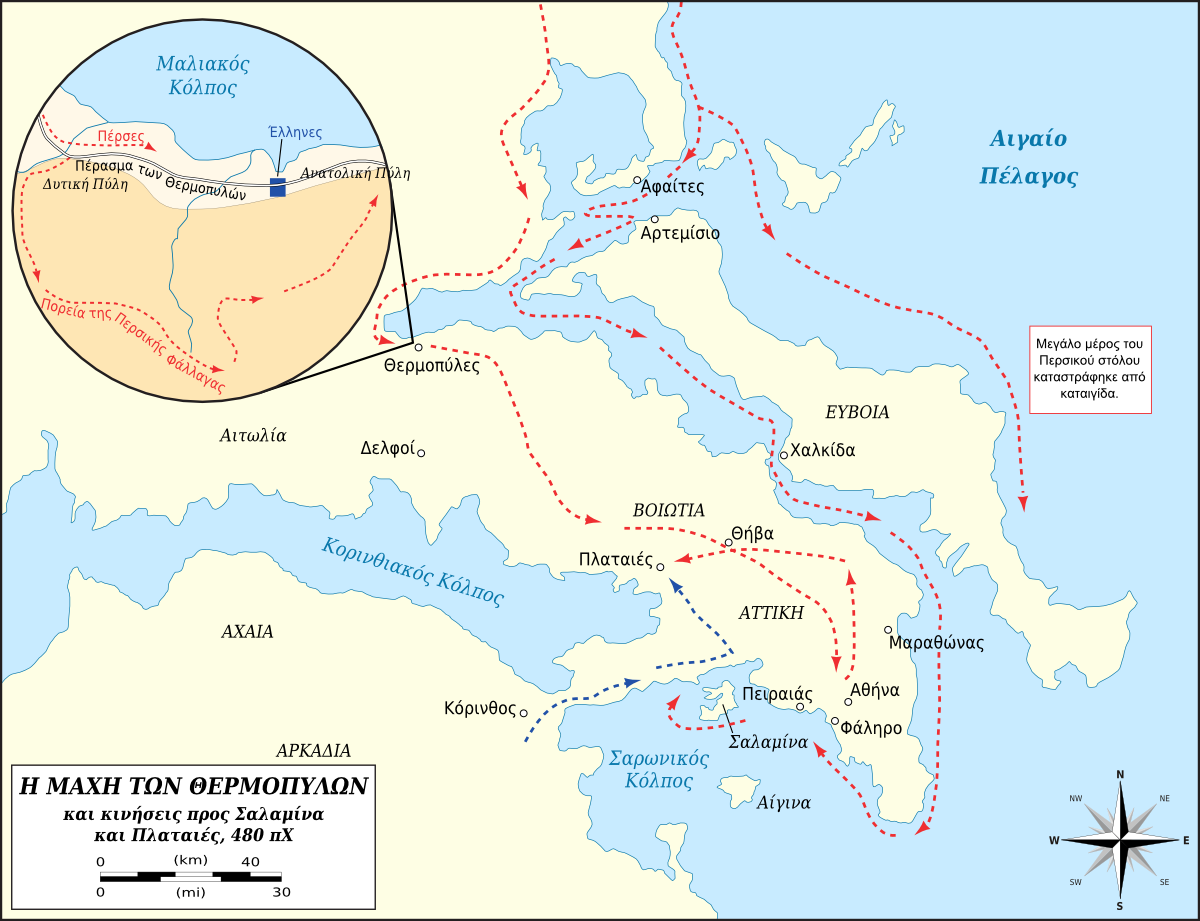 Μαλιακός
Κόλπος
Έλληνες
Πέρσες
Πέρασμα των Θερμοπυλών
Ανατολική Πύλη
Δυτική Πύλη
Πορεία της Περσικής Φάλλαγας
Αιγαίο
Πέλαγος
Αφαίτες
Αρτεμίσιο
Μεγάλο μέρος του
Περσικού στόλου
καταστράφηκε από
καταιγίδα.
Θερμοπύλες
ΕΥΒΟΙΑ
Αιτωλία
Δελφοί
Χαλκίδα
ΒΟΙΩΤΙΑ
Θήβα
Κορινθιακός Κόλπος
Πλαταιές
ΑΤΤΙΚΗ
ΑΧΑΙΑ
Μαραθώνας
Πειραιάς
Αθήνα
Κόρινθος
Φάληρο
Σαλαμίνα
ΑΡΚΑΔΙΑ
Σαρωνικός
Κόλπος
Αίγινα
Η ΜΑΧΗ ΤΩΝ ΘΕΡΜΟΠΥΛΩΝ
και κινήσεις προς Σαλαμίνα
και Πλαταιές, 480 πΧ
0 (km) 40
0 (mi) 30
N
NW NE
W E
SW SE
S